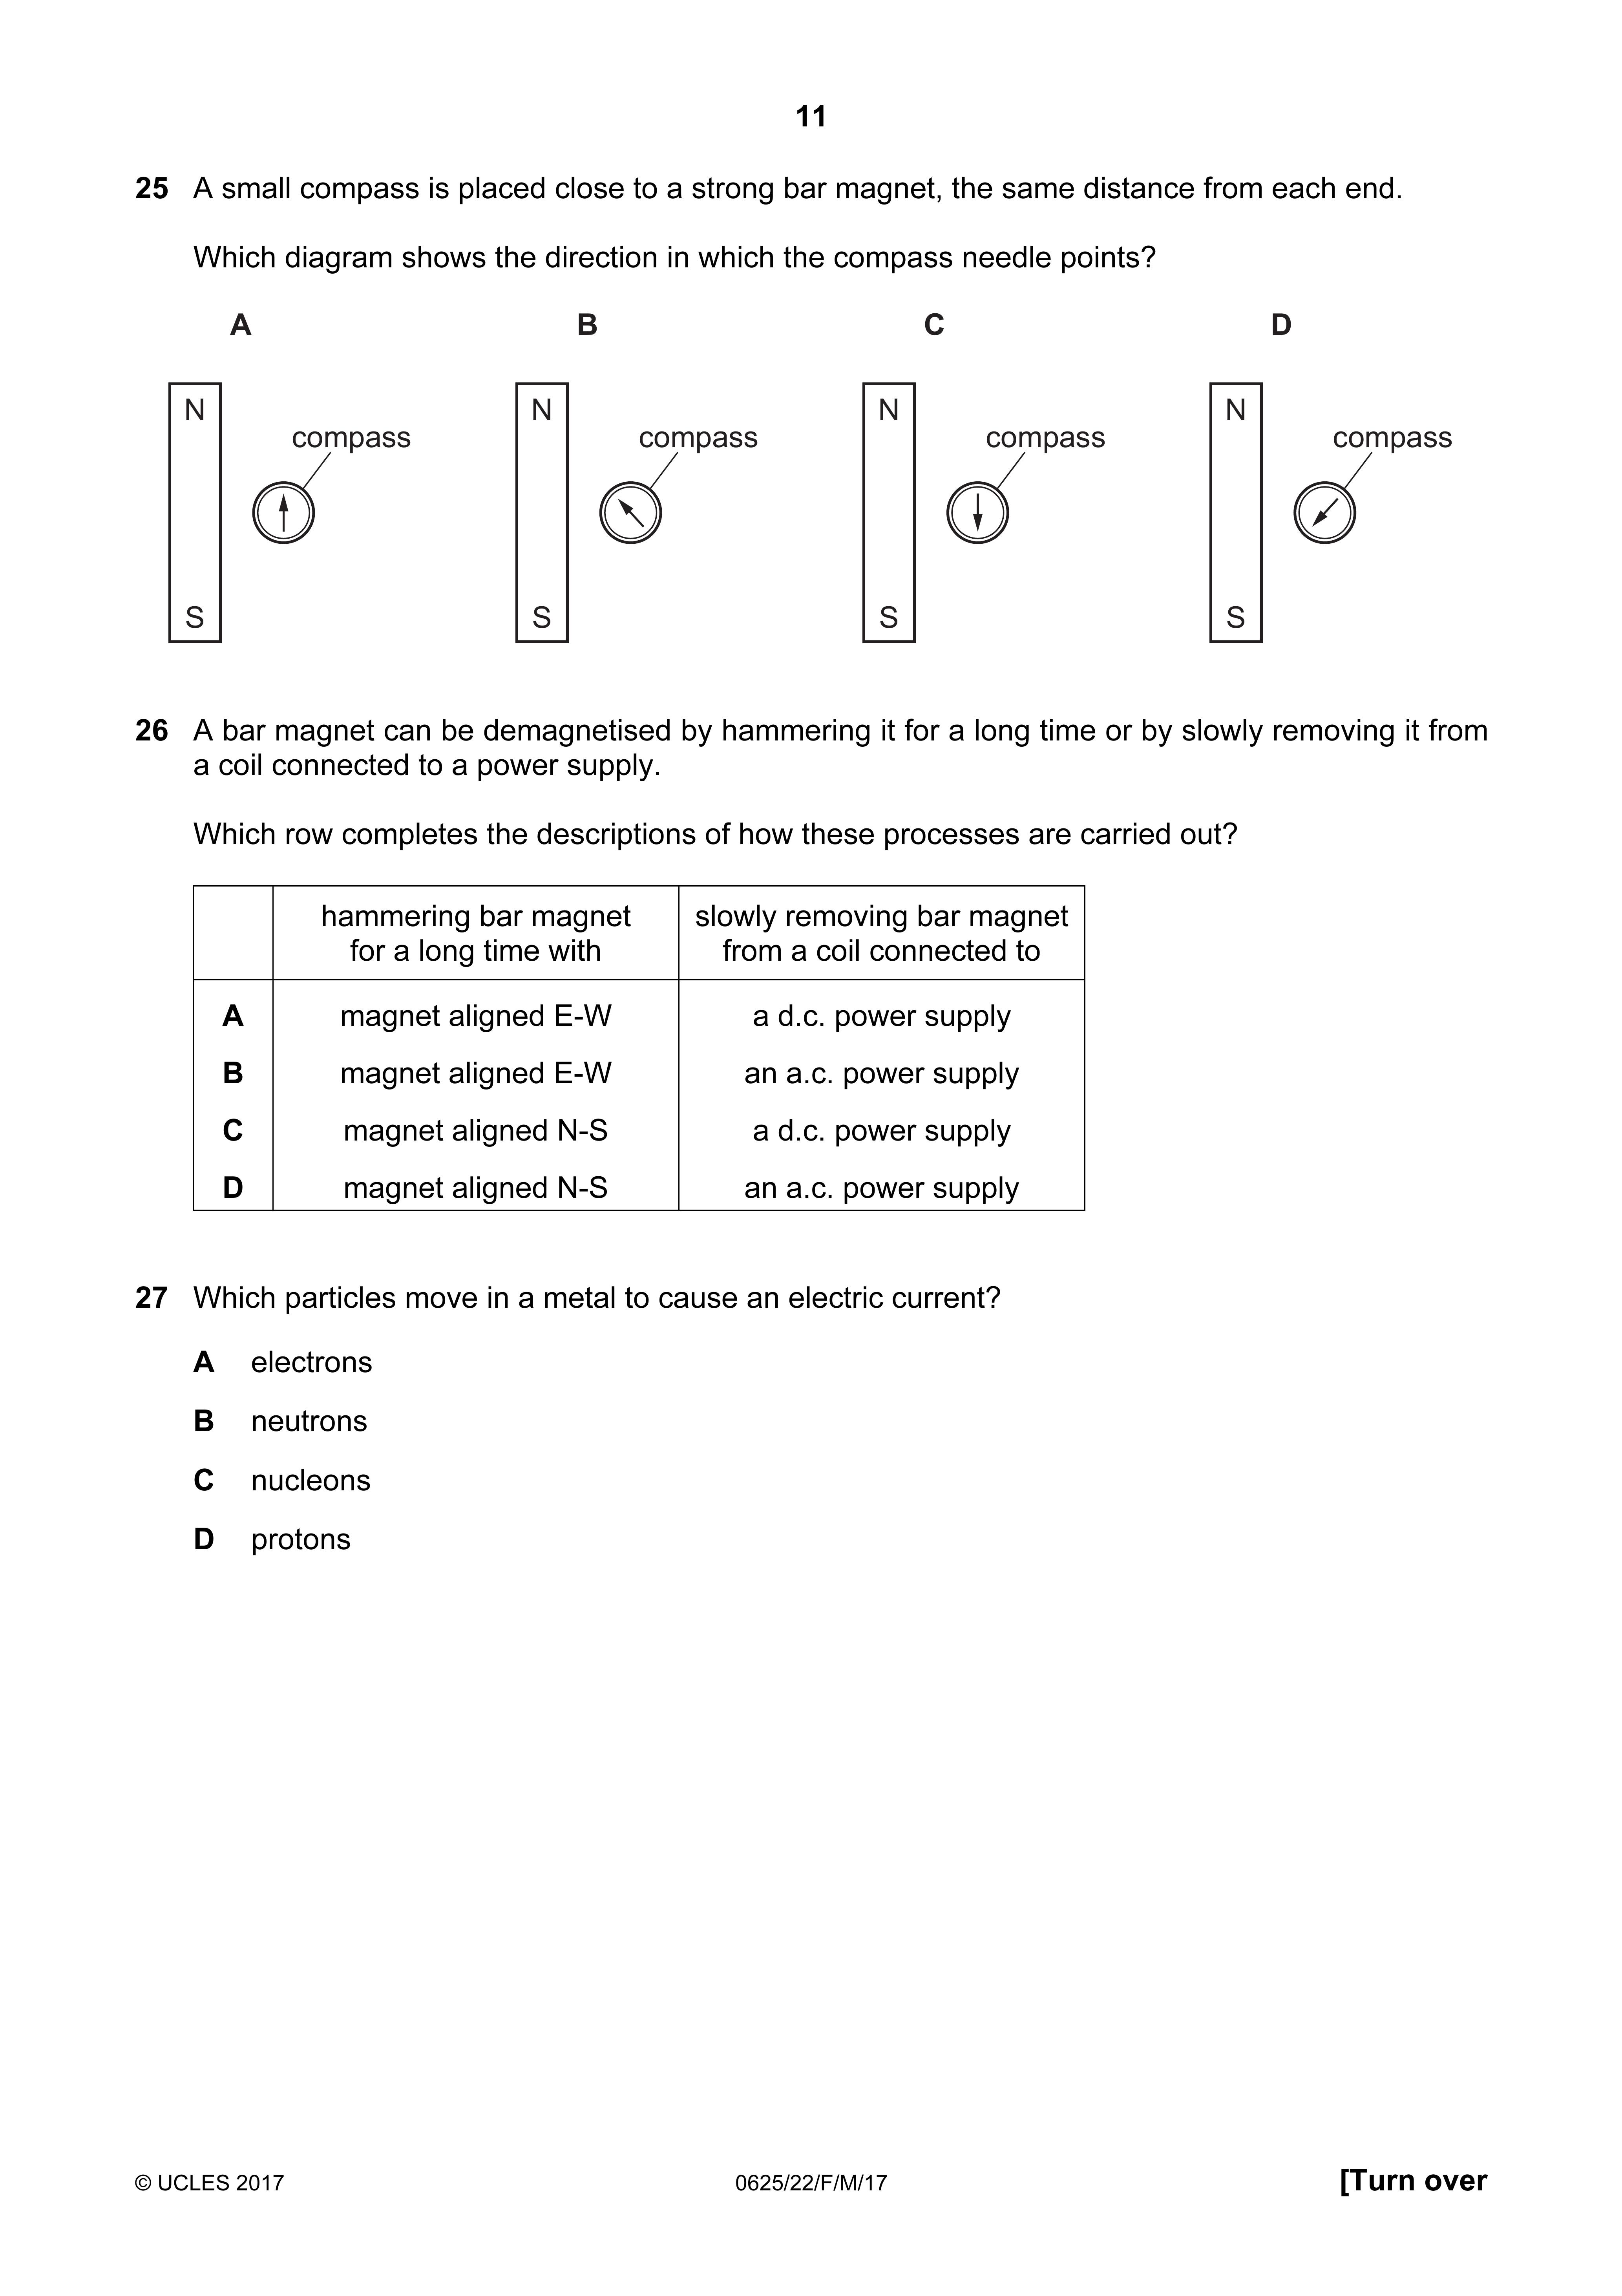 11
25 A small compass is placed close to a strong bar magnet, the same distance from each end.
Which diagram shows the direction in which the compass needle points?
A B C D
N N N N
compass compass compass compass
S S S S
26 A bar magnet can be demagnetised by hammering it for a long time or by slowly removing it from
a coil connected to a power supply.
Which row completes the descriptions of how these processes are carried out?
hammering bar magnet slowly removing bar magnet
for a long time with from a coil connected to
A magnet aligned E-W a d.c. power supply
B magnet aligned E-W an a.c. power supply
C magnet aligned N-S a d.c. power supply
D magnet aligned N-S an a.c. power supply
27 Which particles move in a metal to cause an electric current?
A electrons
B neutrons
C nucleons
D protons
© UCLES 2017 0625/22/F/M/17 [Turn over